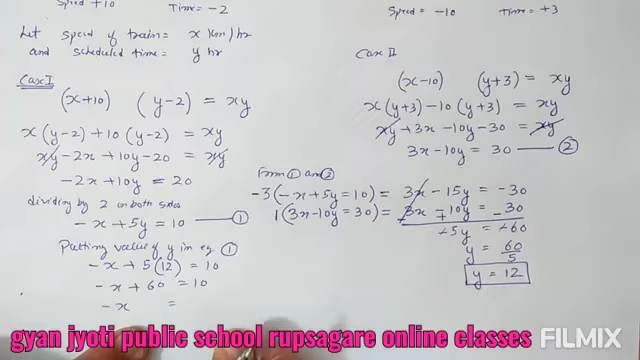 Speed +10 Time = -2
Let speed of train = x km/hr
and scheduled time = y hr
Case I
(x+10) (y-2) = xy
x(y-2)+10(y-2) = xy
xy-2x+10y-20 = xy
-2x+10y = 20
dividing by 2 on both sides
-x+5y = 10 ①
Putting value of y in eq ①
-x + 5(12) = 10
-x + 60 = 10
-x =
Speed = -10 Time = +3
Case II
(x-10) (y+3) = xy
x(y+3)-10(y+3) = xy
xy+3x-10y-30 = xy
3x-10y = 30 ②
From ① and ②
-3(-x+5y=10) = 3x-15y = -30
1(3x-10y=30) = 3x-10y = 30
+5y = +60
y = 60/5
y = 12
gyan jyoti public school rupsagare online classes
FILMIX